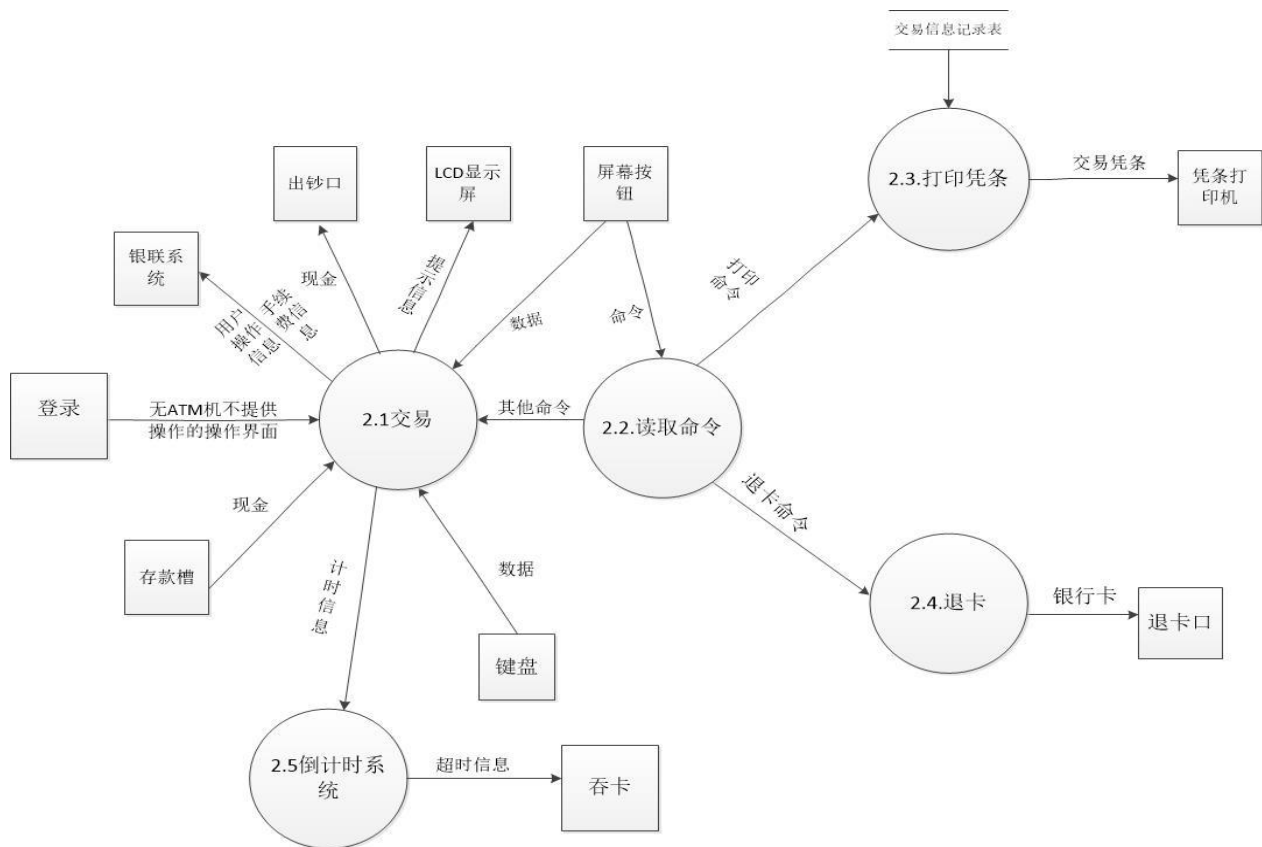 交易信息记录表
出钞口
LCD显示
屏
屏幕按
钮
2.3.打印凭条
交易凭条
凭条打
印机
银联系
统
用户
操作
信息
手续
费信
息
现金
提示信息
数据
命令
打印
命令
登录
无ATM机不提供
操作的操作界面
2.1交易
其他命令
2.2.读取命令
现金
退卡命令
存款槽
计时信息
数据
键盘
2.4.退卡
银行卡
退卡口
2.5倒计时系
统
超时信息
吞卡